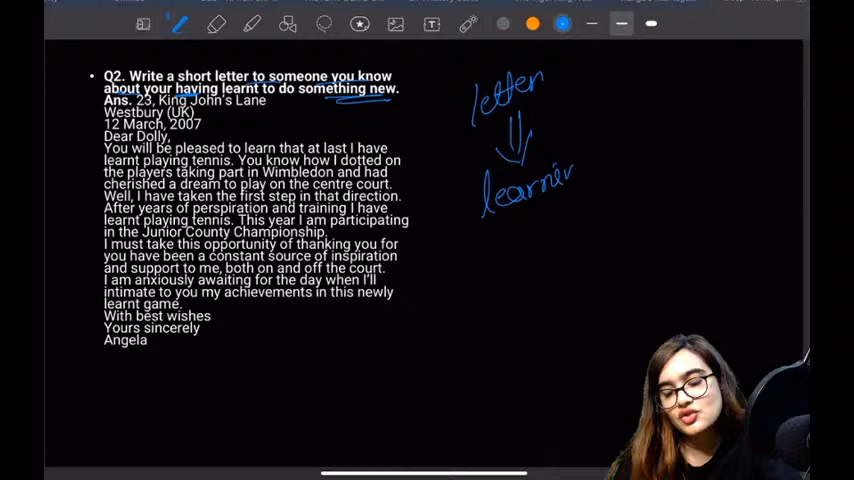 • Q2. Write a short letter to someone you know
about your having learnt to do something new.
Ans. 23, King John's Lane
Westbury (UK)
12 March, 2007
Dear Dolly,
You will be pleased to learn that at last I have
learnt playing tennis. You know how I dotted on
the players taking part in Wimbledon and had
cherished a dream to play on the centre court.
Well, I have taken the first step in that direction.
After years of perspiration and training I have
learnt playing tennis. This year I am participating
in the Junior County Championship.
I must take this opportunity of thanking you for
you have been a constant source of inspiration
and support to me, both on and off the court.
I am anxiously awaiting for the day when I'll
intimate to you my achievements in this newly
learnt game.
With best wishes
Yours sincerely
Angela
letter